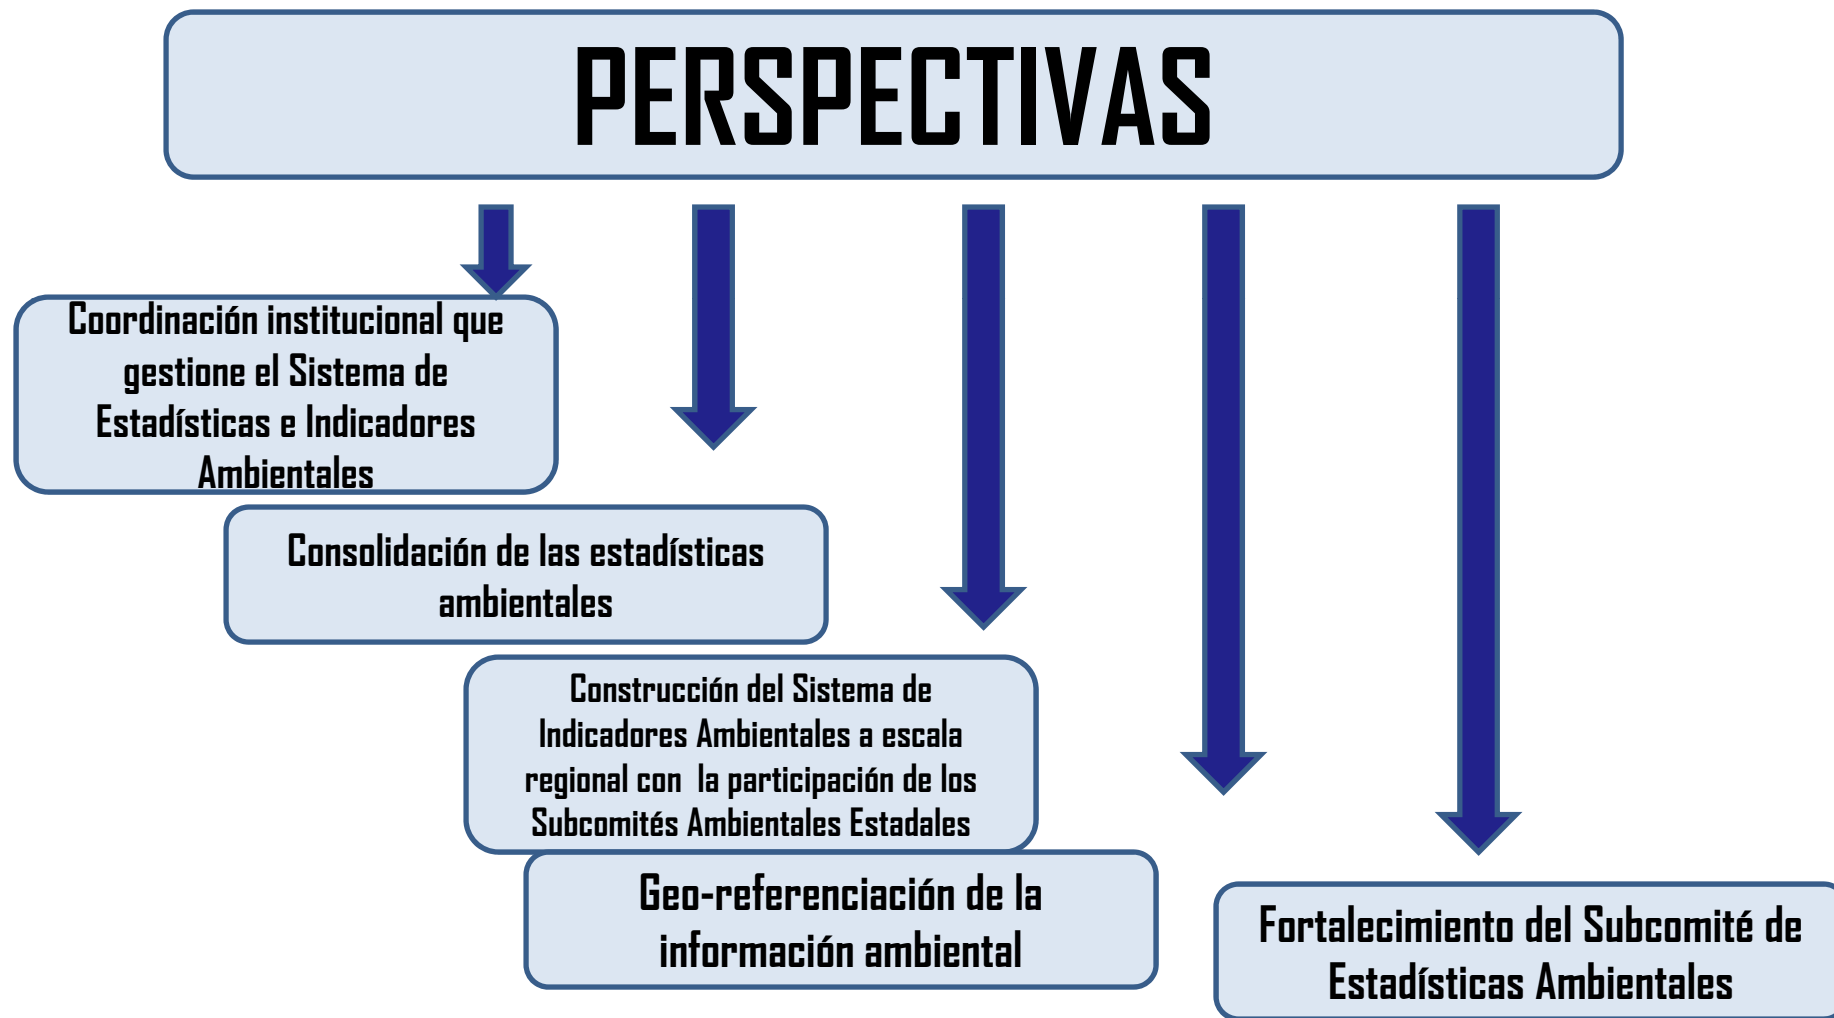 PERSPECTIVAS
Coordinación institucional que
gestione el Sistema de
Estadísticas e Indicadores
Ambientales
Consolidación de las estadísticas
ambientales
Construcción del Sistema de
Indicadores Ambientales a escala
regional con la participación de los
Subcomités Ambientales Estadales
Geo-referenciación de la
información ambiental
Fortalecimiento del Subcomité de
Estadísticas Ambientales